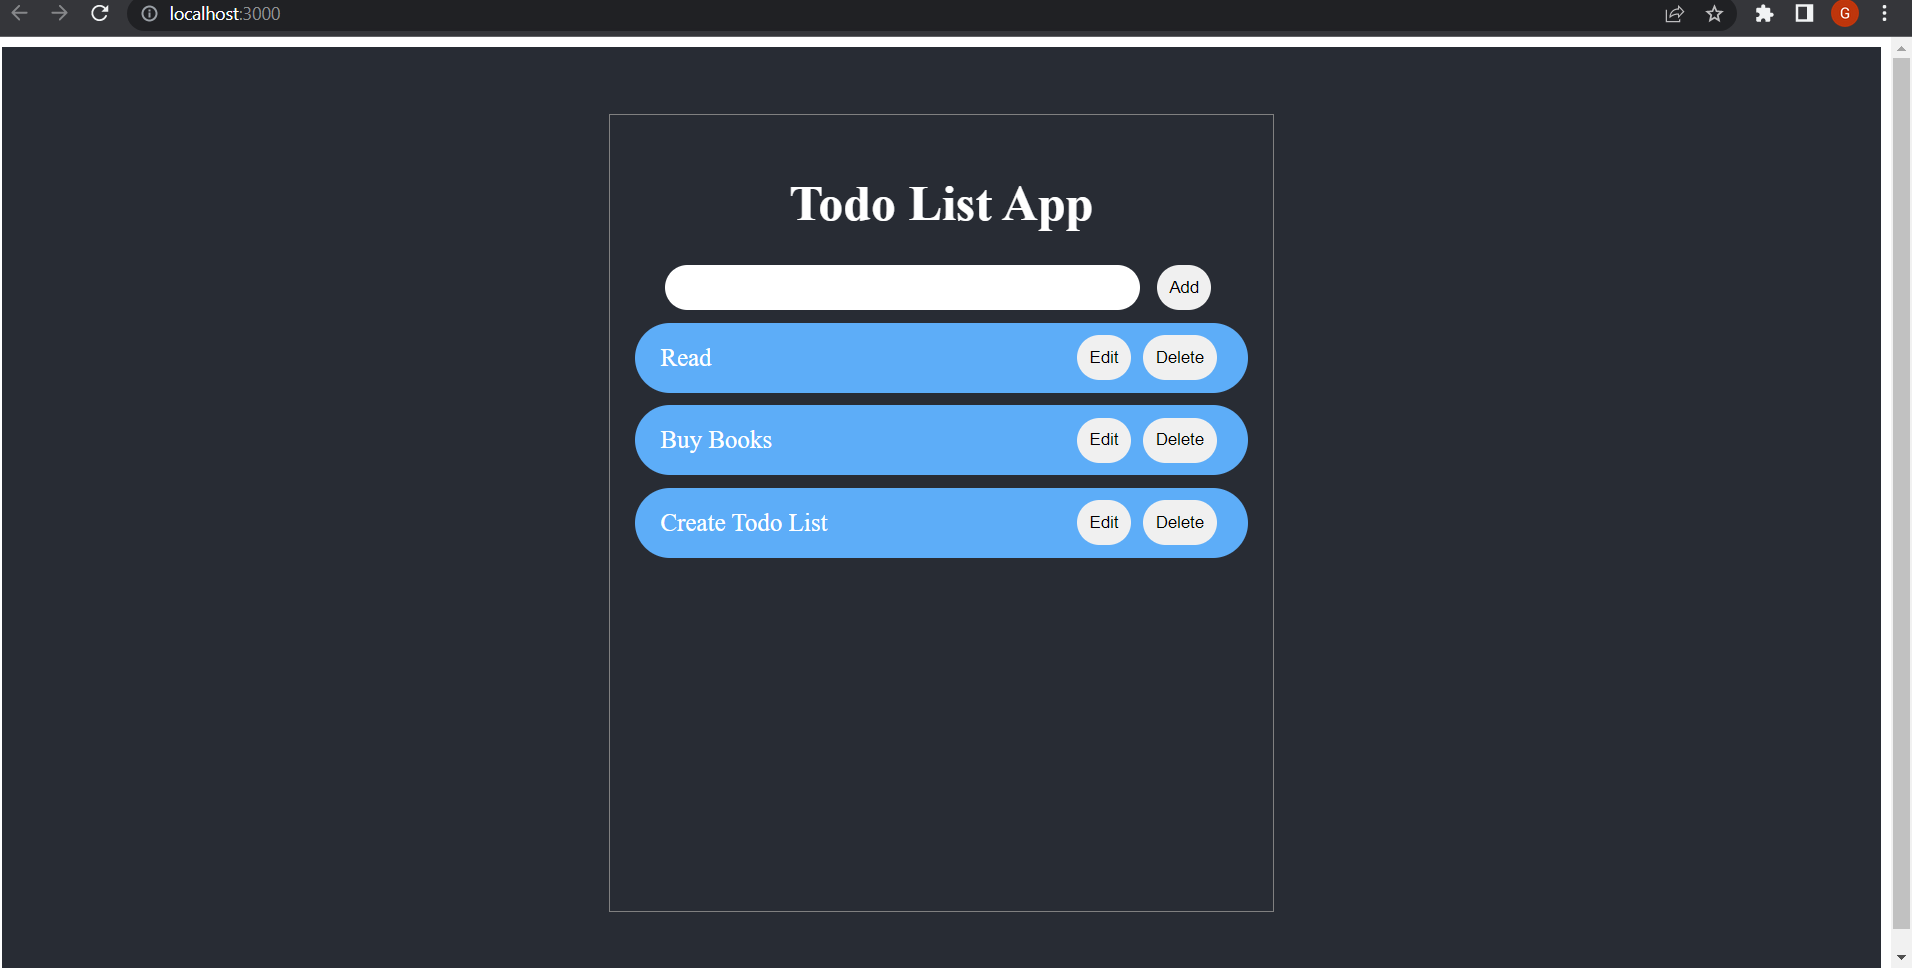 localhost:3000
G
Todo List App
Add
Read Edit Delete
Buy Books Edit Delete
Create Todo List Edit Delete